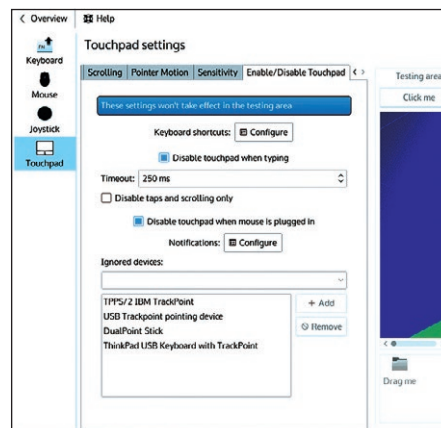 Overview
Help
Touchpad settings
Keyboard
Mouse
Joystick
Touchpad
Scrolling Pointer Motion Sensitivity Enable/Disable Touchpad
These settings won't take effect in the testing area
Keyboard shortcuts: Configure
Disable touchpad when typing
Timeout: 250 ms
Disable taps and scrolling only
Disable touchpad when mouse is plugged in
Notifications: Configure
Ignored devices:
+ Add
Remove
TPPS/2 IBM TrackPoint
USB Trackpoint pointing device
DualPoint Stick
ThinkPad USB Keyboard with TrackPoint
Testing area
Click me
Drag me